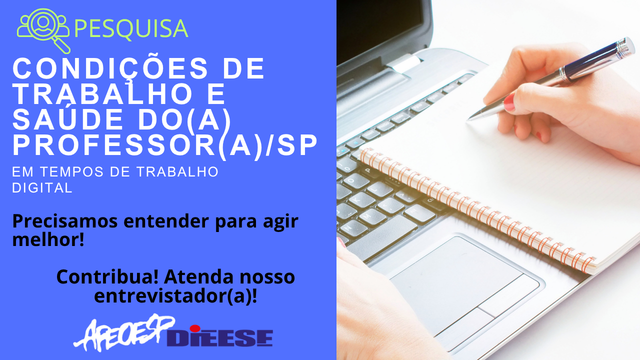 PESQUISA
CONDIÇÕES DE
TRABALHO E
SAÚDE DO(A)
PROFESSOR(A)/SP
EM TEMPOS DE TRABALHO
DIGITAL
Precisamos entender para agir
melhor!
Contribua! Atenda nosso
entrevistador(a)!
APEOESP DIEESE